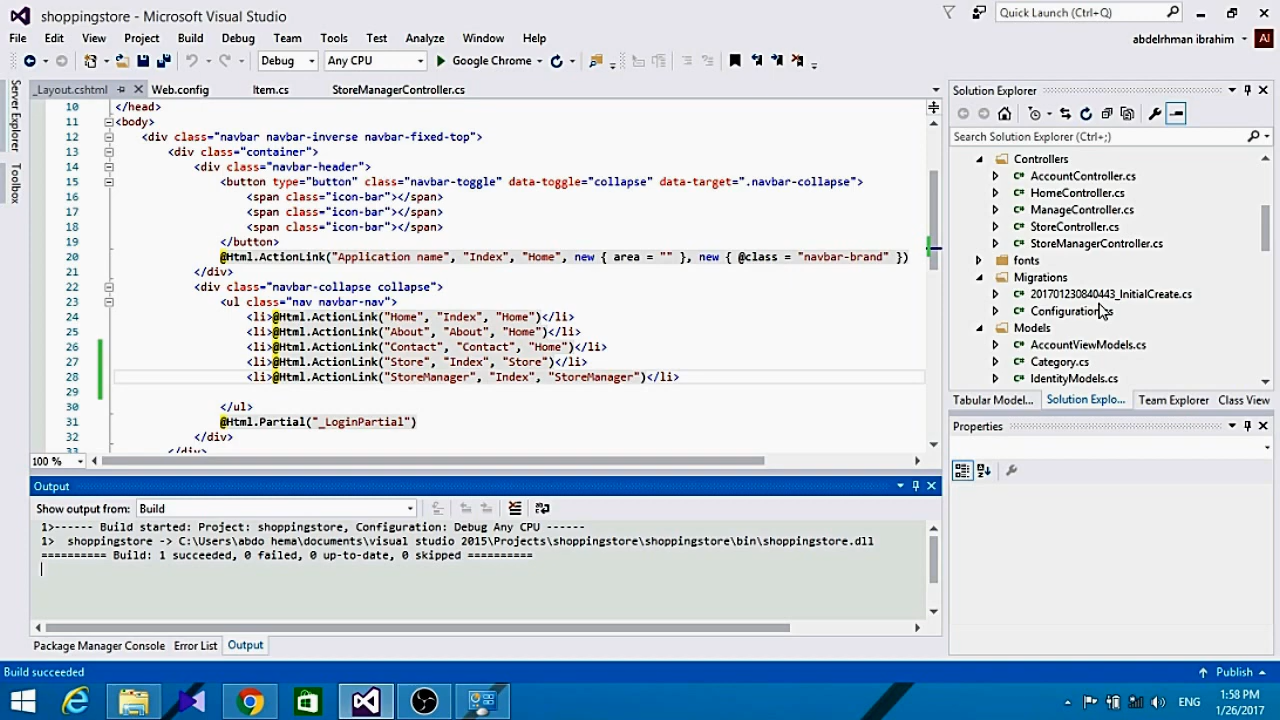 shoppingstore - Microsoft Visual Studio
Quick Launch (Ctrl+Q)
File Edit View Project Build Debug Team Tools Test Analyze Window Help
abdelrhman ibrahim AI
Debug Any CPU Google Chrome
Server Explorer
Toolbox
_Layout.cshtml Web.config Item.cs StoreManagerController.cs
10 </head>
11 <body>
12 <div class="navbar navbar-inverse navbar-fixed-top">
13 <div class="container">
14 <div class="navbar-header">
15 <button type="button" class="navbar-toggle" data-toggle="collapse" data-target=".navbar-collapse">
16 <span class="icon-bar"></span>
17 <span class="icon-bar"></span>
18 <span class="icon-bar"></span>
19 </button>
20 @Html.ActionLink("Application name", "Index", "Home", new { area = "" }, new { @class = "navbar-brand" })
21 </div>
22 <div class="navbar-collapse collapse">
23 <ul class="nav navbar-nav">
24 <li>@Html.ActionLink("Home", "Index", "Home")</li>
25 <li>@Html.ActionLink("About", "About", "Home")</li>
26 <li>@Html.ActionLink("Contact", "Contact", "Home")</li>
27 <li>@Html.ActionLink("Store", "Index", "Store")</li>
28 <li>@Html.ActionLink("StoreManager", "Index", "StoreManager")</li>
29
30 </ul>
31 @Html.Partial("_LoginPartial")
32 </div>
33 </div>
100 %
Output
Show output from: Build
1>------ Build started: Project: shoppingstore, Configuration: Debug Any CPU ------
1> shoppingstore -> C:\Users\abdo hema\documents\visual studio 2015\Projects\shoppingstore\shoppingstore\bin\shoppingstore.dll
========== Build: 1 succeeded, 0 failed, 0 up-to-date, 0 skipped ==========
Package Manager Console Error List Output
Solution Explorer
Search Solution Explorer (Ctrl+;)
Controllers
AccountController.cs
HomeController.cs
ManageController.cs
StoreController.cs
StoreManagerController.cs
fonts
Migrations
201701230840443_InitialCreate.cs
Configuration.cs
Models
AccountViewModels.cs
Category.cs
IdentityModels.cs
Tabular Model... Solution Explo... Team Explorer Class View
Properties
Build succeeded
Publish
ENG
1:58 PM
1/26/2017